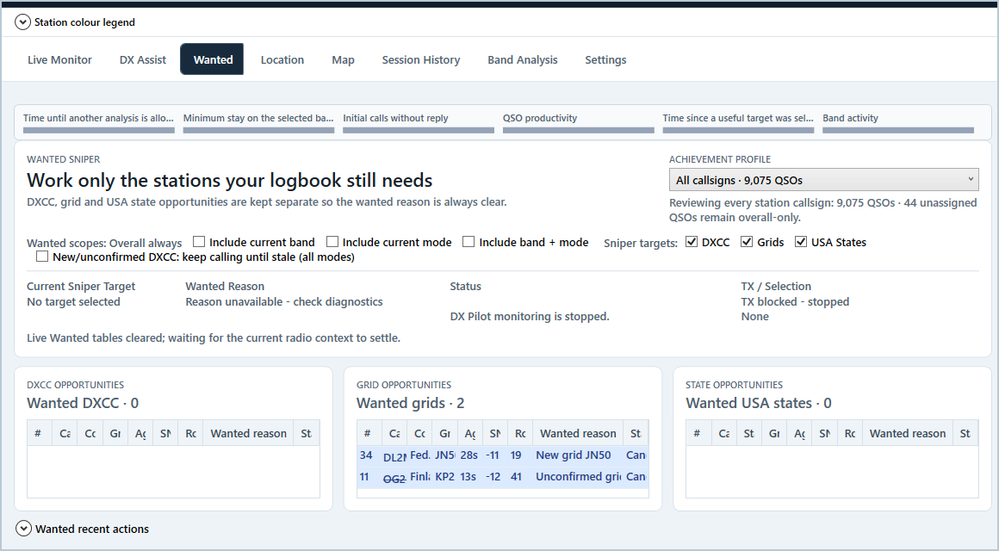 Station colour legend
Live Monitor DX Assist Wanted Location Map Session History Band Analysis Settings
Time until another analysis is allo... Minimum stay on the selected ba... Initial calls without reply QSO productivity Time since a useful target was sel... Band activity
WANTED SNIPER
Work only the stations your logbook still needs
DXCC, grid and USA state opportunities are kept separate so the wanted reason is always clear.
ACHIEVEMENT PROFILE
All callsigns · 9,075 QSOs
Reviewing every station callsign: 9,075 QSOs · 44 unassigned
QSOs remain overall-only.
Wanted scopes: Overall always Include current band Include current mode Include band + mode Sniper targets: DXCC Grids USA States
New/unconfirmed DXCC: keep calling until stale (all modes)
Current Sniper Target Wanted Reason Status TX / Selection
No target selected Reason unavailable - check diagnostics TX blocked - stopped
DX Pilot monitoring is stopped. None
Live Wanted tables cleared; waiting for the current radio context to settle.
DXCC OPPORTUNITIES
Wanted DXCC · 0
# Ca Cc Gr Ag SN Rc Wanted reason St
GRID OPPORTUNITIES
Wanted grids · 2
# Ca Cc Gr Ag SN Rc Wanted reason St
34 DL2 Fed. JN5 28s -11 19 New grid JN50 Can
11 OG2 Finl KP2 13s -12 41 Unconfirmed gri Can
STATE OPPORTUNITIES
Wanted USA states · 0
# Ca St Gr Ag SN Rc Wanted reason St
Wanted recent actions